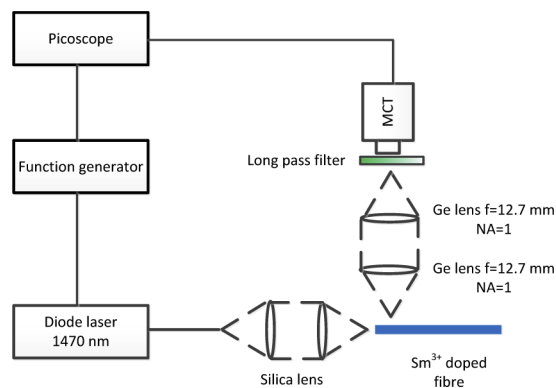 Picoscope
MCT
Long pass filter
Function generator
Ge lens f=12.7 mm
NA=1
Ge lens f=12.7 mm
NA=1
Diode laser
1470 nm
Silica lens
Sm³⁺ doped
fibre